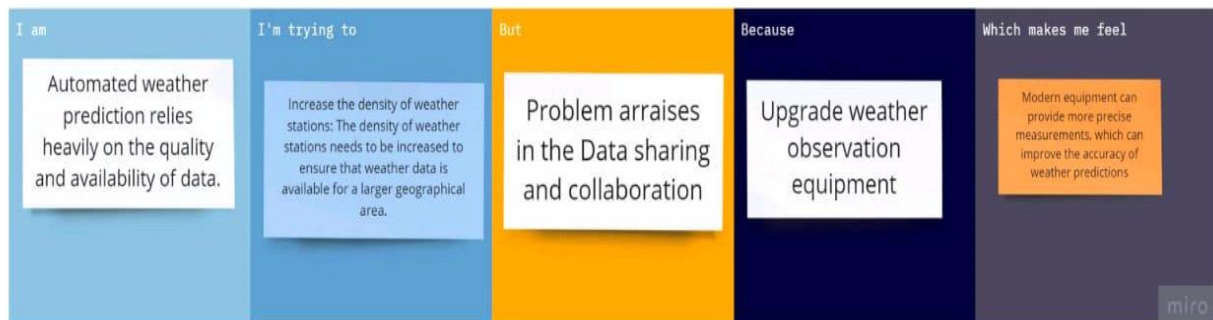 I am
Automated weather
prediction relies
heavily on the quality
and availability of data.
I'm trying to
Increase the density of weather
stations: The density of weather
stations needs to be increased to
ensure that weather data is
available for a larger geographical
area.
But
Problem arraises
in the Data sharing
and collaboration
Because
Upgrade weather
observation
equipment
Which makes me feel
Modern equipment can
provide more precise
measurements, which can
improve the accuracy of
weather predictions
miro